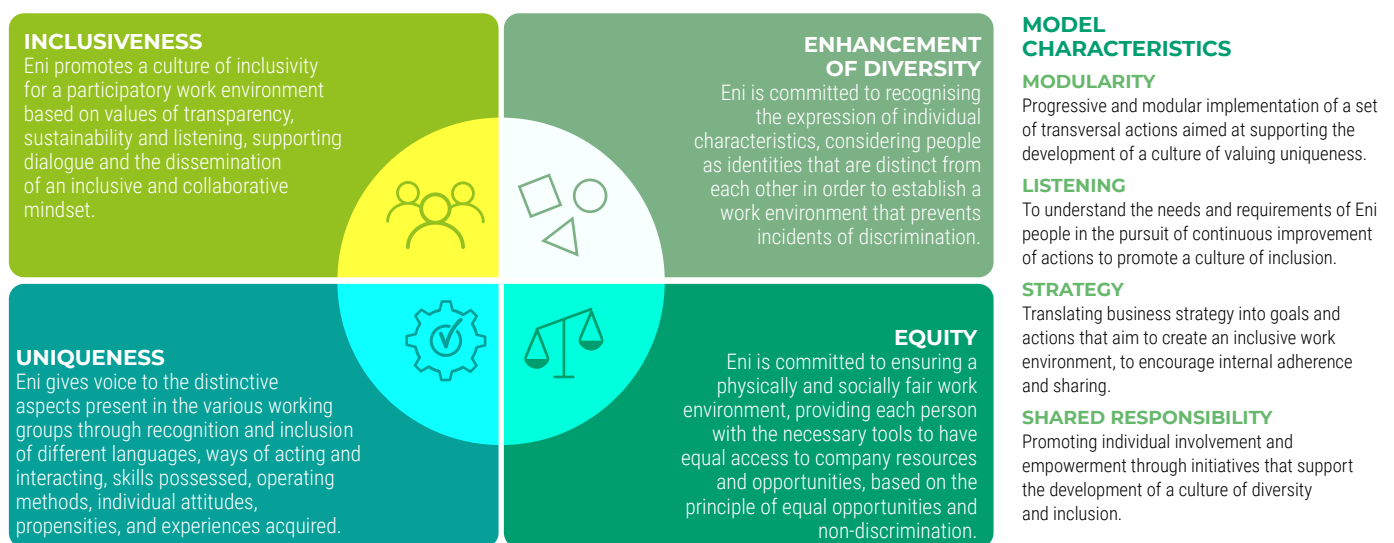 INCLUSIVENESS
Eni promotes a culture of inclusivity
for a participatory work environment
based on values of transparency,
sustainability and listening, supporting
dialogue and the dissemination
of an inclusive and collaborative
mindset.
ENHANCEMENT
OF DIVERSITY
Eni is committed to recognising
the expression of individual
characteristics, considering people
as identities that are distinct from
each other in order to establish a
work environment that prevents
incidents of discrimination.
UNIQUENESS
Eni gives voice to the distinctive
aspects present in the various working
groups through recognition and inclusion
of different languages, ways of acting and
interacting, skills possessed, operating
methods, individual attitudes,
propensities, and experiences acquired.
EQUITY
Eni is committed to ensuring a
physically and socially fair work
environment, providing each person
with the necessary tools to have
equal access to company resources
and opportunities, based on the
principle of equal opportunities and
non-discrimination.
MODEL
CHARACTERISTICS
MODULARITY
Progressive and modular implementation of a set
of transversal actions aimed at supporting the
development of a culture of valuing uniqueness.
LISTENING
To understand the needs and requirements of Eni
people in the pursuit of continuous improvement
of actions to promote a culture of inclusion.
STRATEGY
Translating business strategy into goals and
actions that aim to create an inclusive work
environment, to encourage internal adherence
and sharing.
SHARED RESPONSIBILITY
Promoting individual involvement and
empowerment through initiatives that support
the development of a culture of diversity
and inclusion.